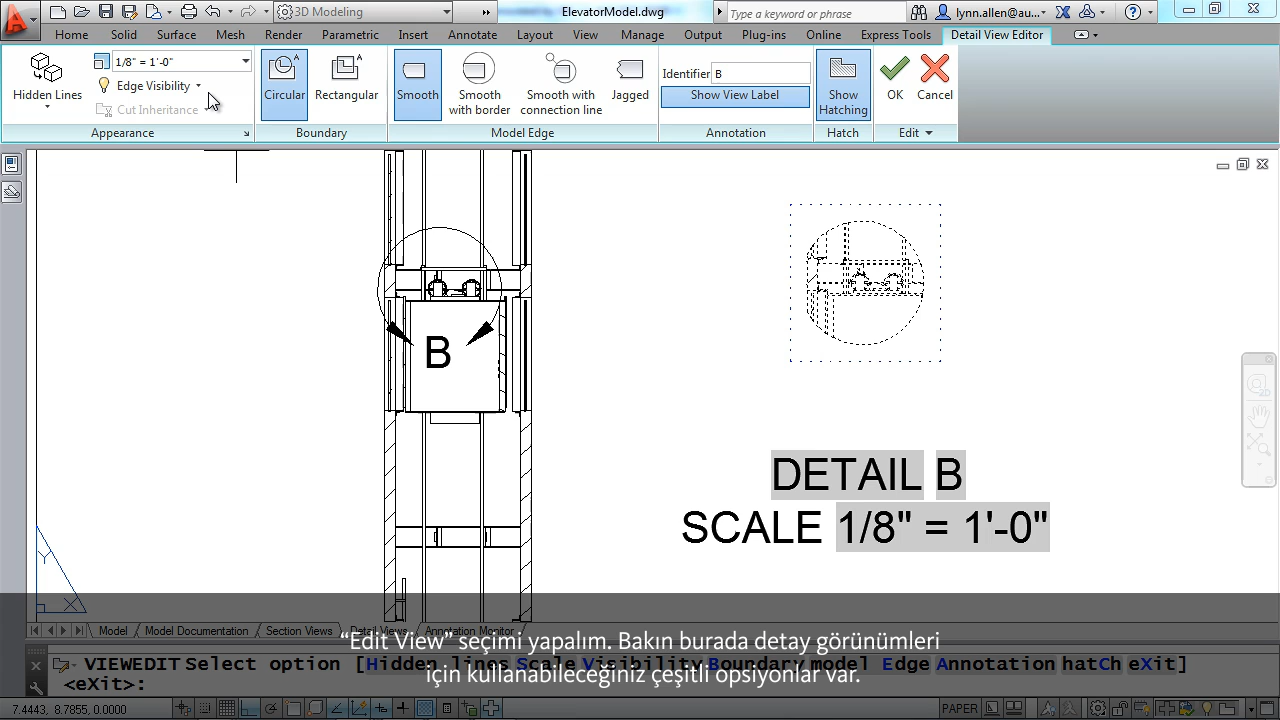 3D Modeling
ElevatorModel.dwg
Type a keyword or phrase
lynn.allen@au...
Home Solid Surface Mesh Render Parametric Insert Annotate Layout View Manage Output Plug-ins Online Express Tools Detail View Editor
1/8" = 1'-0"
Edge Visibility
Cut Inheritance
Hidden Lines
Appearance
Circular
Rectangular
Boundary
Smooth
Smooth with border
Smooth with connection line
Jagged
Model Edge
Identifier B
Show View Label
Annotation
Show Hatching
Hatch
OK
Cancel
Edit
B
DETAIL B
SCALE 1/8" = 1'-0"
Y
X
2D
Model Model Documentation Section Views Detail Views Annotation Monitor
“Edit View” seçimi yapalım. Bakın burada detay görünümleri
için kullanabileceğiniz çeşitli opsiyonlar var.
VIEWEDIT Select option [Hidden lines Scale Visibility Boundary model Edge Annotation hatCh eXit]
<eXit>:
7.4443, 8.7855, 0.0000
PAPER